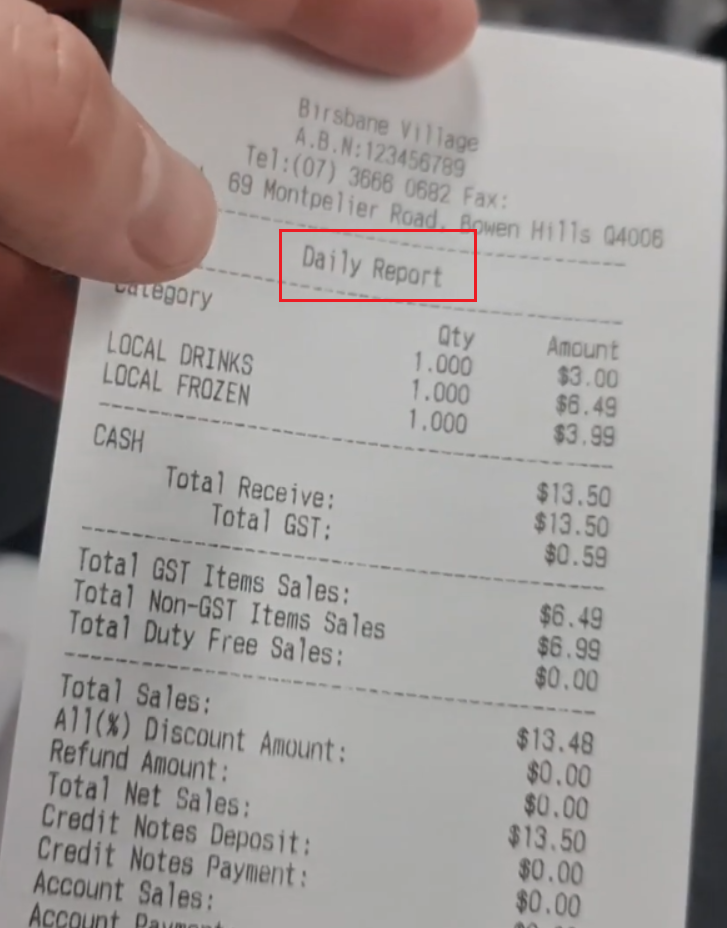 Birsbane Village
A.B.N:123456789
Tel:(07) 3666 0682 Fax:
69 Montpelier Road, Bowen Hills Q4006
Daily Report
Category Qty Amount
1.000 $3.00
LOCAL DRINKS 1.000 $6.49
LOCAL FROZEN 1.000 $3.99
CASH $13.50
Total Receive: $13.50
Total GST: $0.59
Total GST Items Sales: $6.49
Total Non-GST Items Sales $6.99
Total Duty Free Sales: $0.00
Total Sales: $13.48
All(%) Discount Amount: $0.00
Refund Amount: $0.00
Total Net Sales: $13.50
Credit Notes Deposit: $0.00
Credit Notes Payment: $0.00
Account Sales:
Account